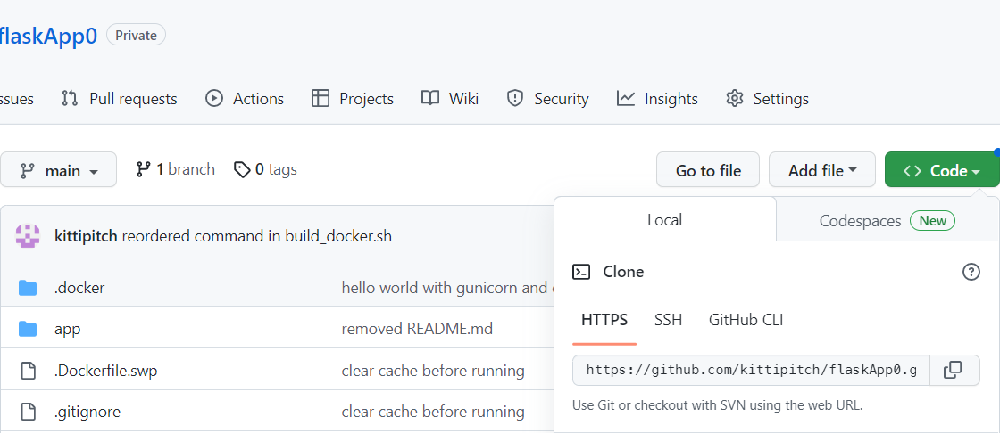 flaskApp0 Private
ssues Pull requests Actions Projects Wiki Security Insights Settings
main 1 branch 0 tags Go to file Add file Code
Local Codespaces New
kittipitch reordered command in build_docker.sh
Clone
.docker hello world with gunicorn and
HTTPS SSH GitHub CLI
app removed README.md
.Dockerfile.swp clear cache before running
https://github.com/kittipitch/flaskApp0.g
Use Git or checkout with SVN using the web URL.
.gitignore clear cache before running